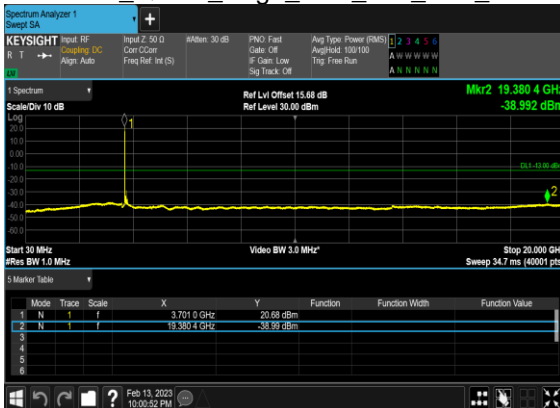 Spectrum Analyzer 1
Swept SA
+
KEYSIGHT
R T
Input: RF
Coupling: DC
Align: Auto
Input Z: 50 Ω
Corr CCorr
Freq Ref: Int (S)
#Atten: 30 dB
PNO: Fast
Gate: Off
IF Gain: Low
Sig Track: Off
Avg Type: Power (RMS)
Avg|Hold: 100/100
Trig: Free Run
1 2 3 4 5 6
A W W W W W
A N N N N N
1 Spectrum
Scale/Div 10 dB
Ref Lvl Offset 15.68 dB
Ref Level 30.00 dBm
Mkr2 19.380 4 GHz
-38.992 dBm
Log
20.0
10.0
0.00
-10.0
-20.0
-30.0
-40.0
-50.0
-60.0
1
DL1 -13.00 dBm
2
Start 30 MHz
#Res BW 1.0 MHz
Video BW 3.0 MHz*
Stop 20.000 GH
Sweep 34.7 ms (40001 pts
5 Marker Table
Mode Trace Scale X Y Function Function Width Function Value
1 N 1 f 3.701 0 GHz 20.68 dBm
2 N 1 f 19.380 4 GHz -38.99 dBm
3
4
5
6
?
Feb 13, 2023
10:00:52 PM